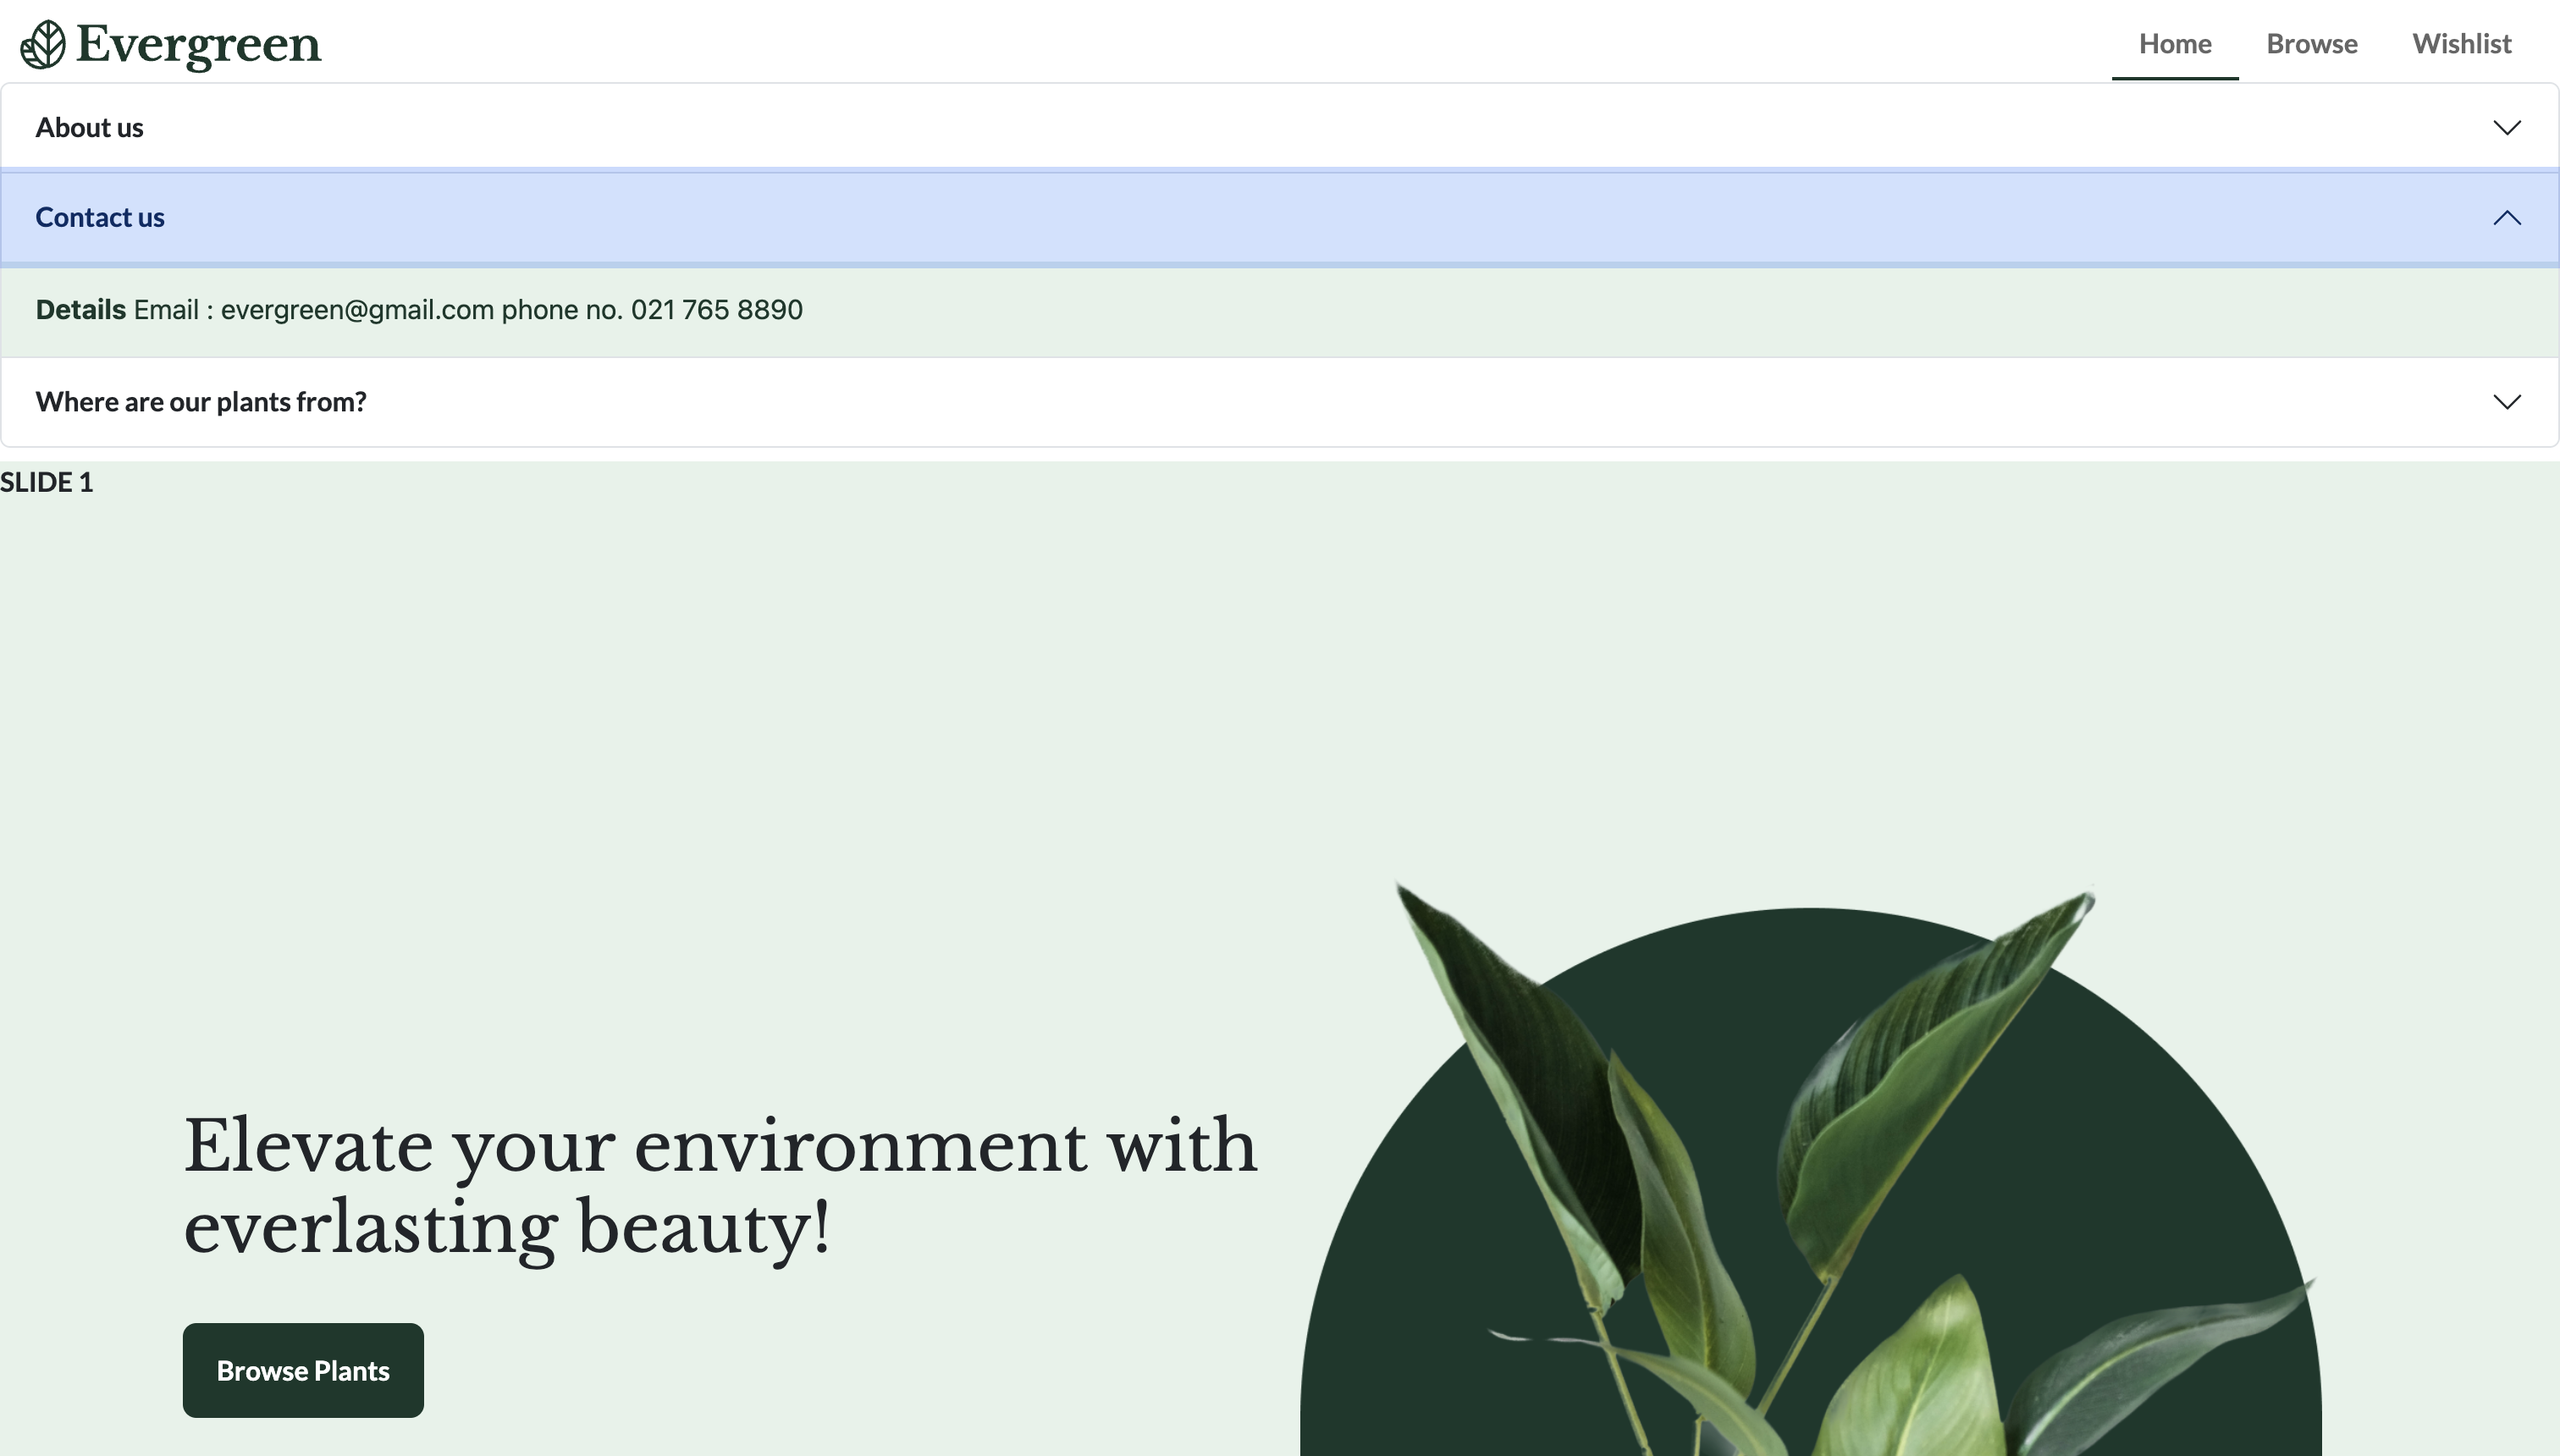 Evergreen
Home Browse Wishlist
About us
Contact us
Details Email : evergreen@gmail.com phone no. 021 765 8890
Where are our plants from?
SLIDE 1
Elevate your environment with
everlasting beauty!
Browse Plants